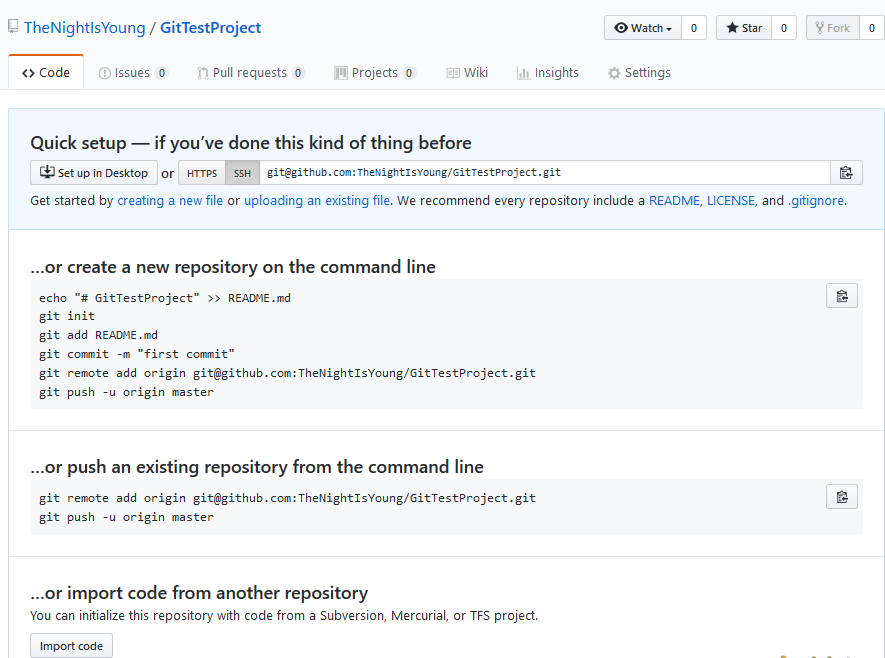 TheNightIsYoung / GitTestProject
Watch 0 Star 0 Fork 0
Code Issues 0 Pull requests 0 Projects 0 Wiki Insights Settings
Quick setup — if you’ve done this kind of thing before
Set up in Desktop or HTTPS SSH git@github.com:TheNightIsYoung/GitTestProject.git
Get started by creating a new file or uploading an existing file. We recommend every repository include a README, LICENSE, and .gitignore.
…or create a new repository on the command line
echo "# GitTestProject" >> README.md
git init
git add README.md
git commit -m "first commit"
git remote add origin git@github.com:TheNightIsYoung/GitTestProject.git
git push -u origin master
…or push an existing repository from the command line
git remote add origin git@github.com:TheNightIsYoung/GitTestProject.git
git push -u origin master
…or import code from another repository
You can initialize this repository with code from a Subversion, Mercurial, or TFS project.
Import code